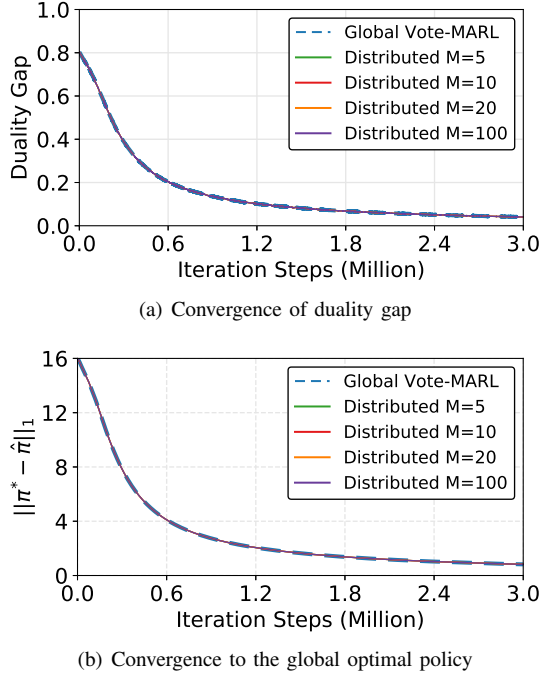 1.0
0.8
0.6
0.4
0.2
0.0
Duality Gap
Global Vote-MARL
Distributed M=5
Distributed M=10
Distributed M=20
Distributed M=100
0.0 0.6 1.2 1.8 2.4 3.0
Iteration Steps (Million)
(a) Convergence of duality gap
16
12
8
4
0
||π* − π̂||₁
Global Vote-MARL
Distributed M=5
Distributed M=10
Distributed M=20
Distributed M=100
0.0 0.6 1.2 1.8 2.4 3.0
Iteration Steps (Million)
(b) Convergence to the global optimal policy